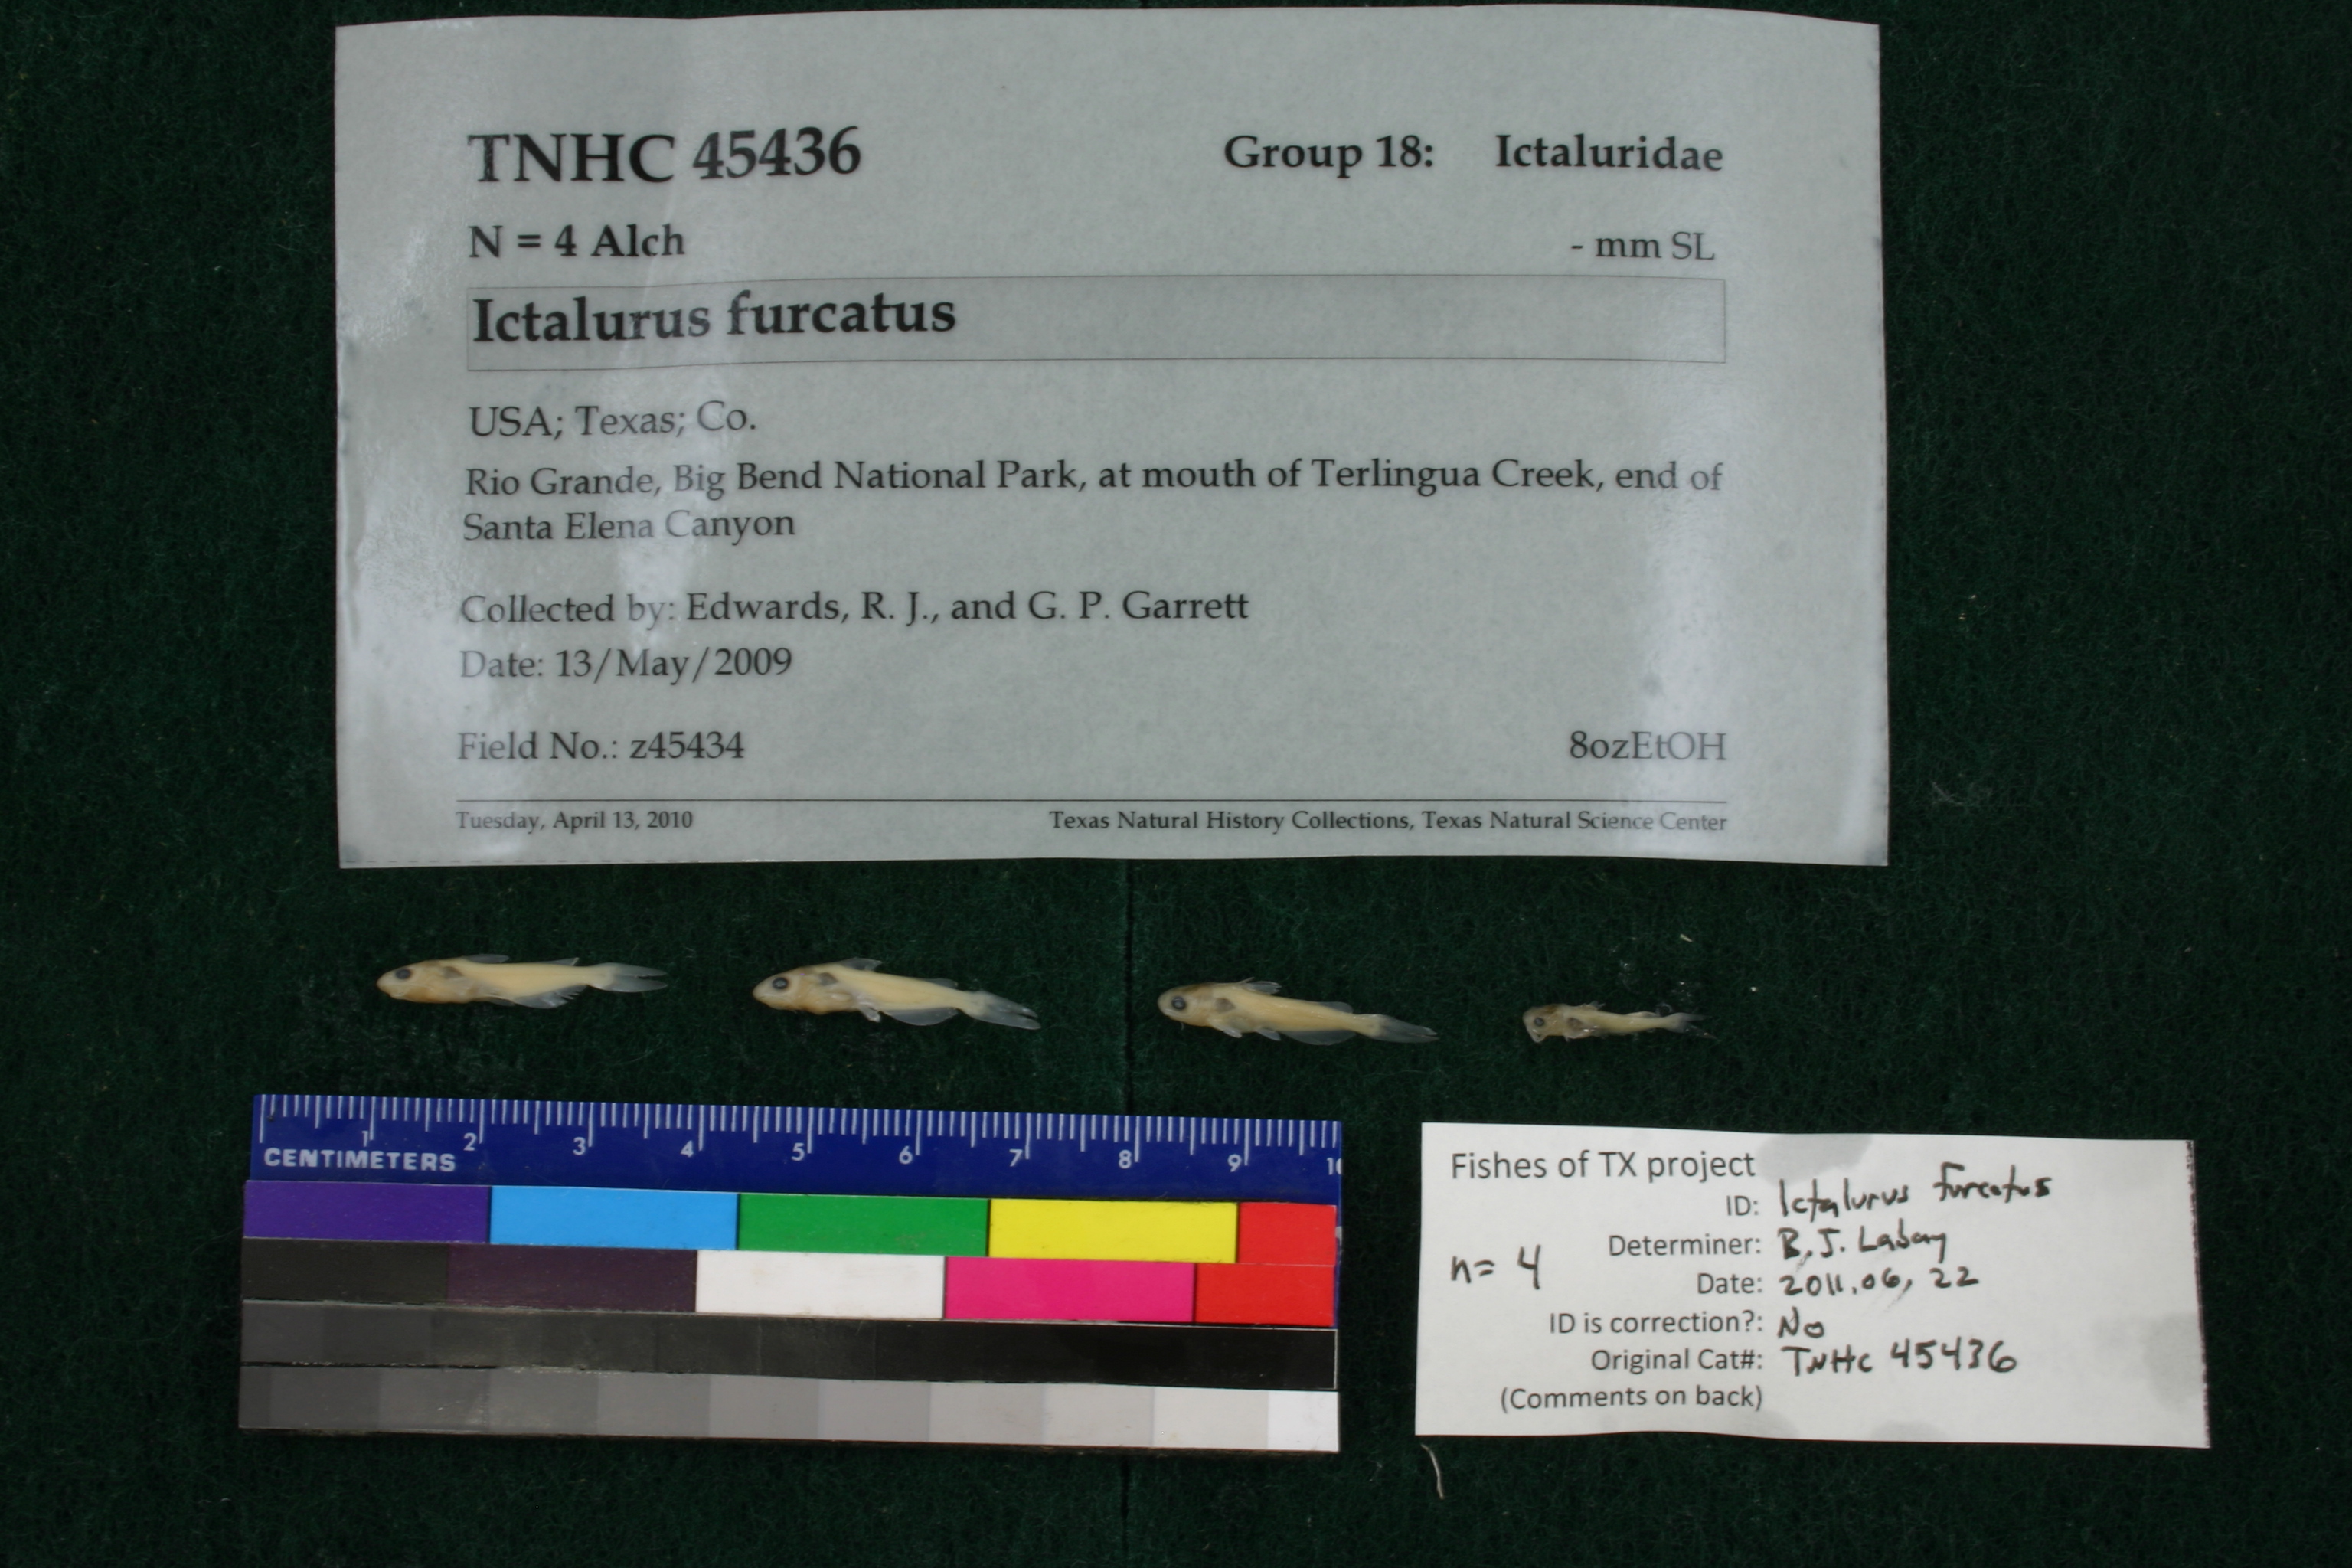 TNHC 45436 Group 18: Ictaluridae
N = 4 Alch - mm SL
Ictalurus furcatus
USA; Texas; Co.
Rio Grande, Big Bend National Park, at mouth of Terlingua Creek, end of
Santa Elena Canyon
Collected by: Edwards, R. J., and G. P. Garrett
Date: 13/May/2009
Field No.: z45434 8ozEtOH
Tuesday, April 13, 2010 Texas Natural History Collections, Texas Natural Science Center
1 2 3 4 5 6 7 8 9 10
CENTIMETERS
Fishes of TX project
ID: Ictalurus furcatus
n= 4 Determiner: B.J. Labay
Date: 2011.06.22
ID is correction?: No
Original Cat#: TNHC 45436
(Comments on back)